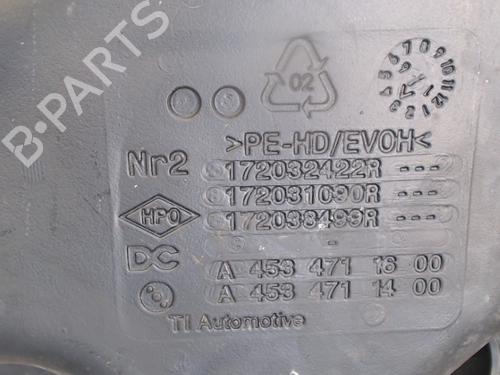 02
>PE-HD/EVOH<
Nr2
172032422R ---
172031090R ---
HPO 172038499R ---
-
DC A 453 471 16 00
A 453 471 14 00
TI Automotive
B PARTS